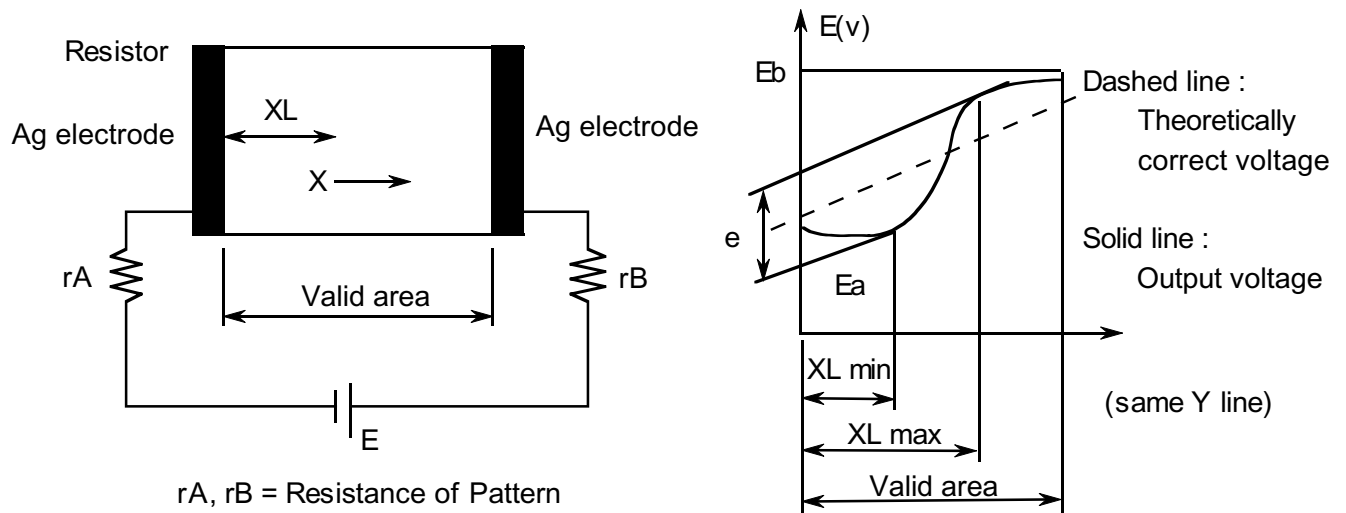 Resistor
Ag electrode
XL
X
Ag electrode
rA
Valid area
rB
E
rA, rB = Resistance of Pattern
E(v)
Eb
Dashed line :
Theoretically
correct voltage
e
Solid line :
Output voltage
Ea
XL min
(same Y line)
XL max
Valid area